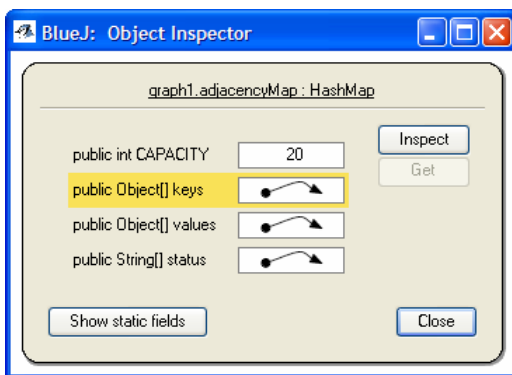 BlueJ: Object Inspector
graph1.adjacencyMap : HashMap
public int CAPACITY 20
Inspect
public Object[] keys
Get
public Object[] values
public String[] status
Show static fields
Close